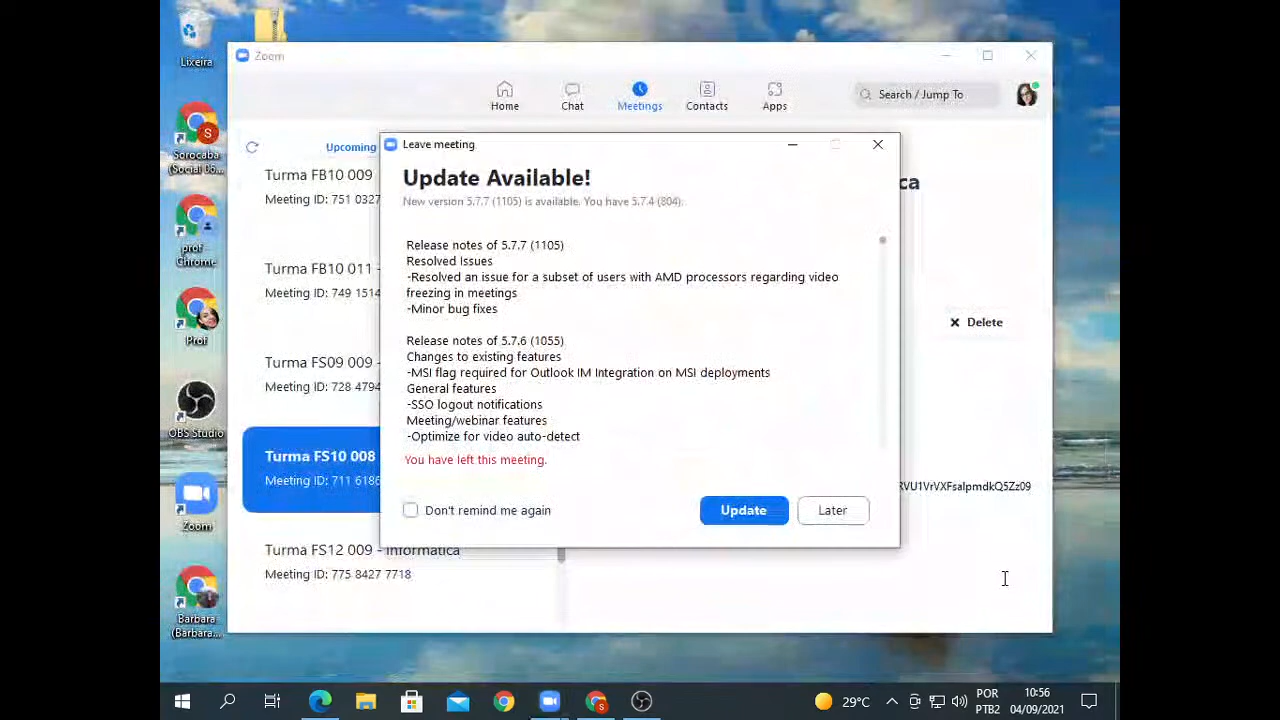 Lixeira
Sorocaba
(Social 05...
prof -
Chrome
Prof
OBS Studio
Zoom
Barbara
(Barbara...
Zoom
Home
Chat
Meetings
Contacts
Apps
Search / Jump To
Upcoming
Turma FB10 009
Meeting ID: 751 0327
Turma FB10 011 -
Meeting ID: 749 1514
Turma FS09 009 -
Meeting ID: 728 4794
Turma FS10 008
Meeting ID: 711 6186
Turma FS12 009 - Informatica
Meeting ID: 775 8427 7718
ca
Delete
RVU1VrVXFsalpmdkQ5Zz09
Leave meeting
Update Available!
New version 5.7.7 (1105) is available. You have 5.7.4 (804).
Release notes of 5.7.7 (1105)
Resolved Issues
-Resolved an issue for a subset of users with AMD processors regarding video
freezing in meetings
-Minor bug fixes
Release notes of 5.7.6 (1055)
Changes to existing features
-MSI flag required for Outlook IM Integration on MSI deployments
General features
-SSO logout notifications
Meeting/webinar features
-Optimize for video auto-detect
You have left this meeting.
Don't remind me again
Update
Later
29°C
POR
PTB2
10:56
04/09/2021